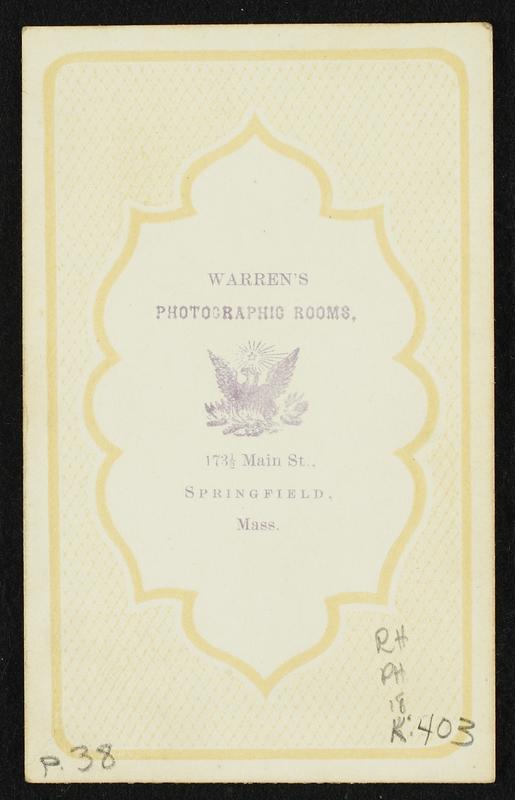 WARREN'S
PHOTOGRAPHIC ROOMS,
173½ Main St.,
SPRINGFIELD,
Mass.
RH
PH
18
K:403
p. 38